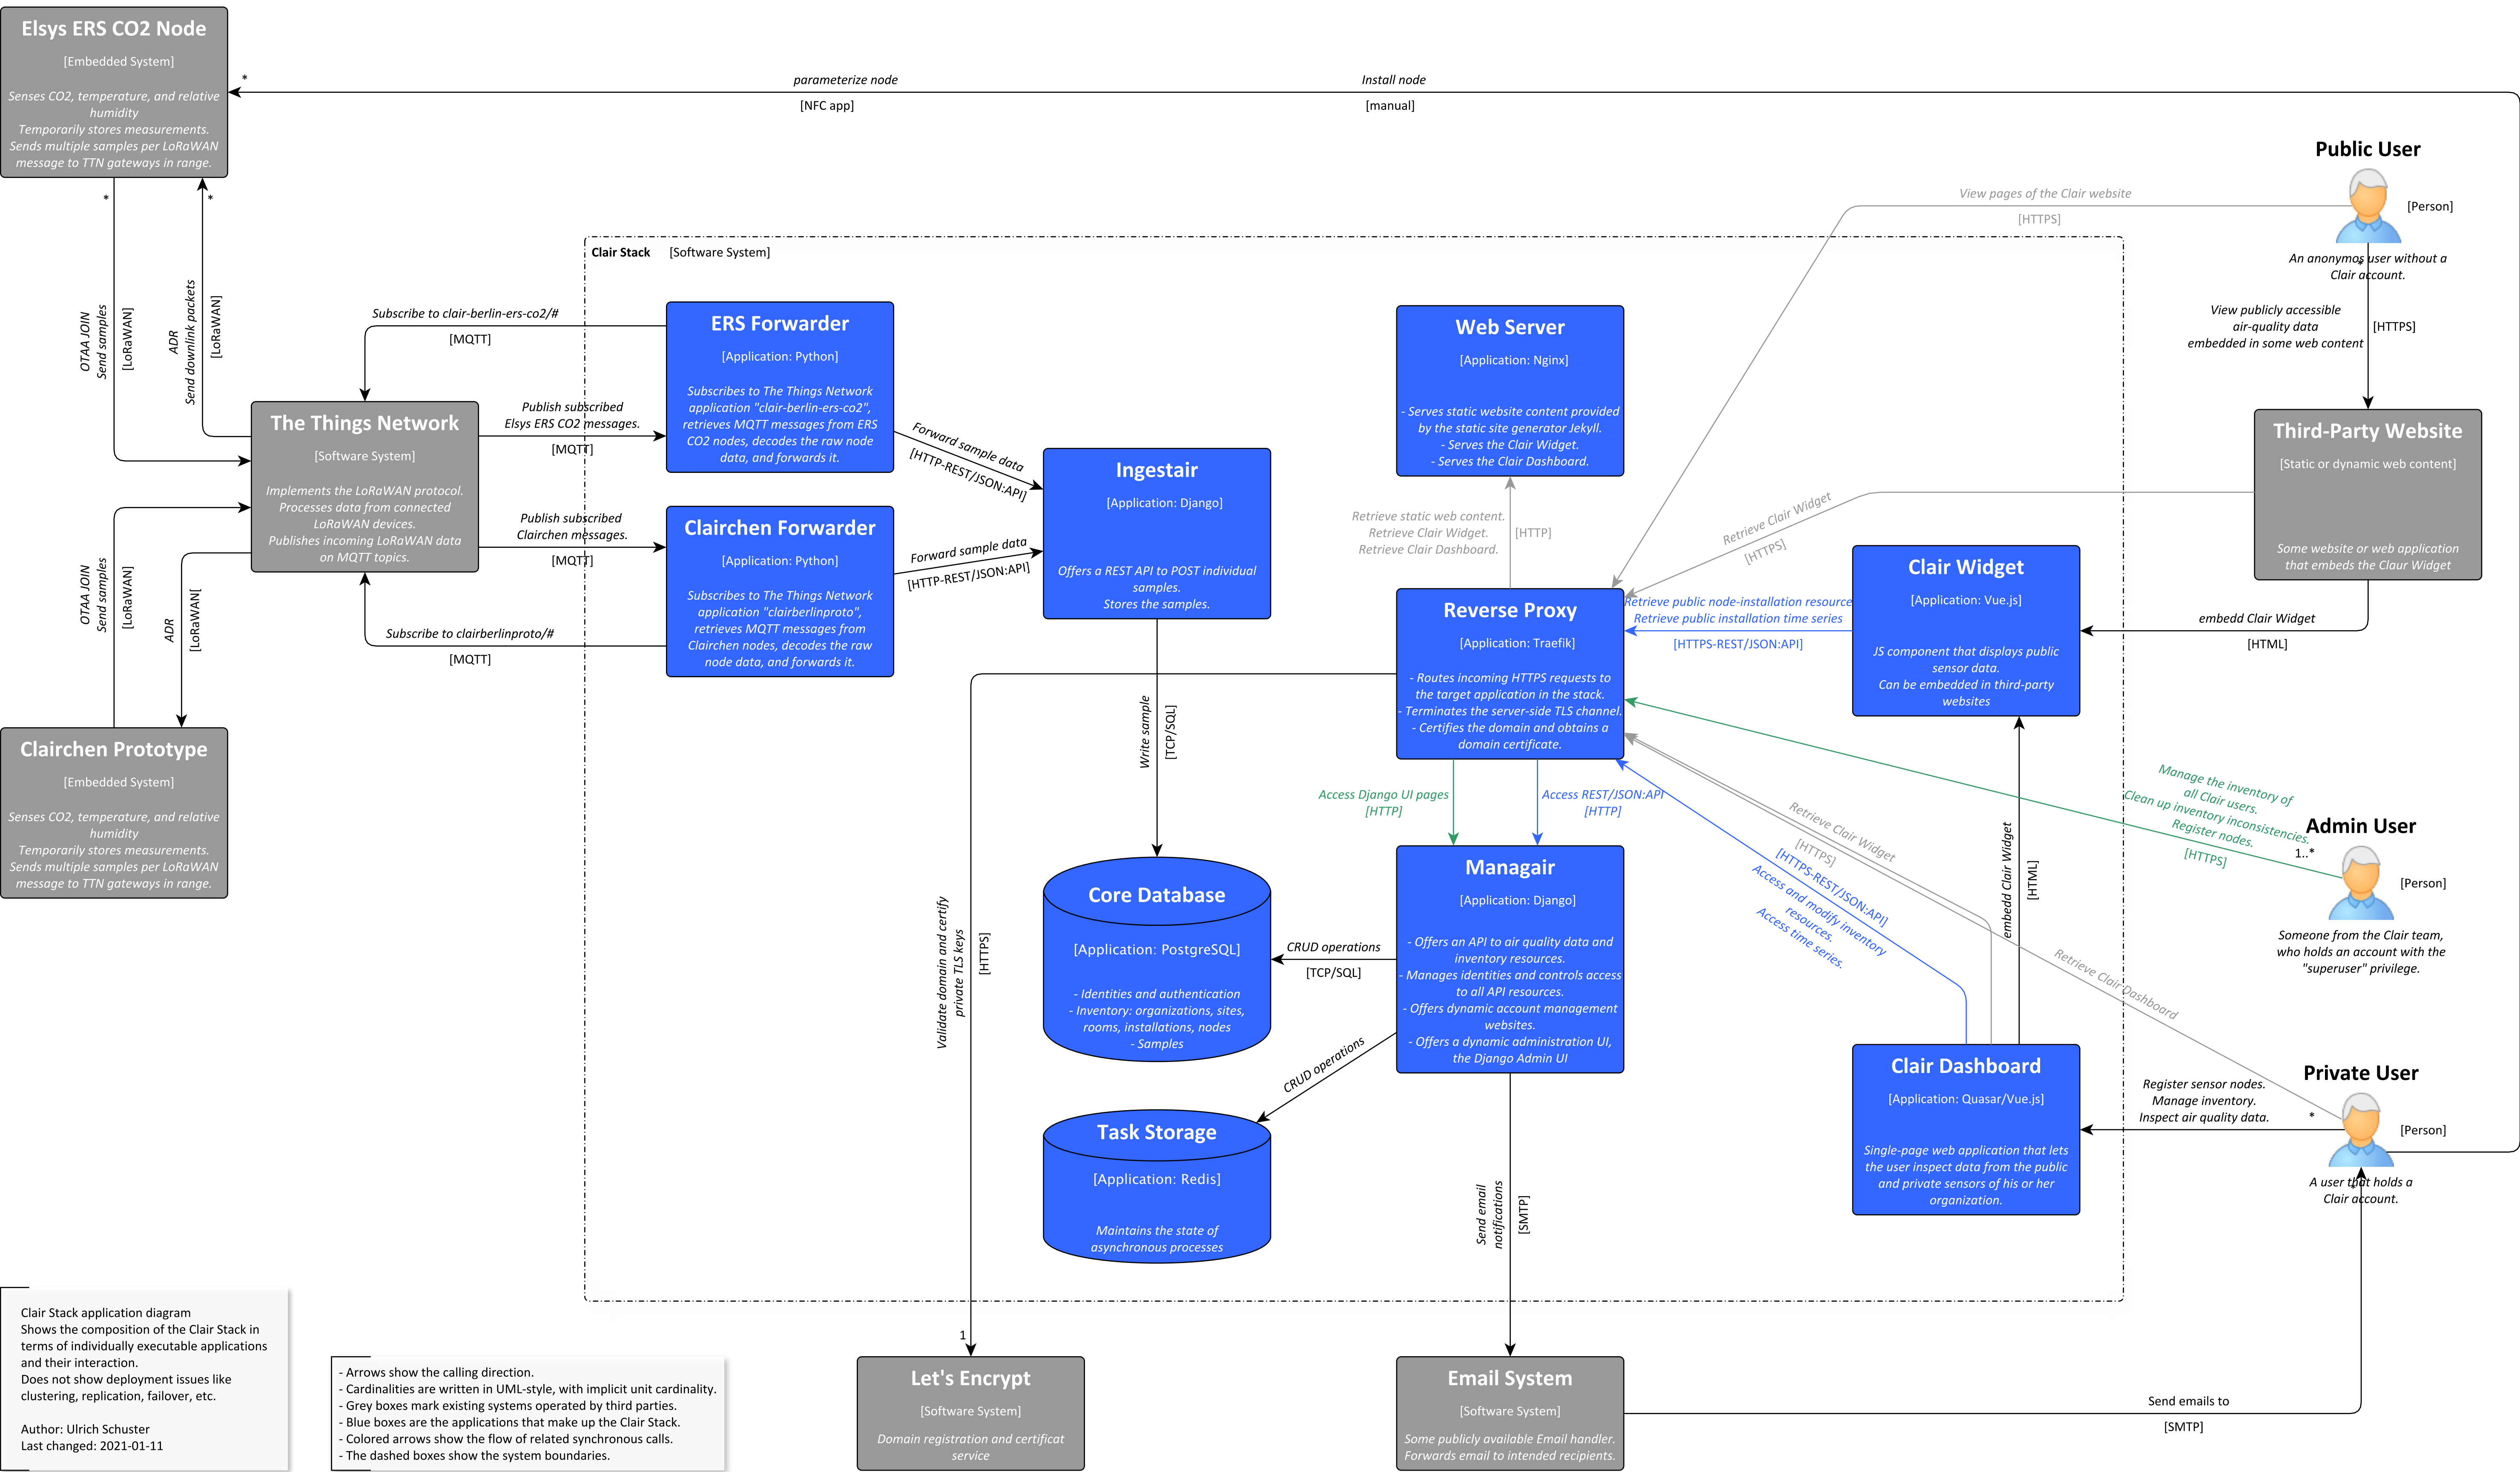 Elsys ERS CO2 Node
[Embedded System]
Senses CO2, temperature, and relative
humidity
Temporarily stores measurements.
Sends multiple samples per LoRaWAN
message to TTN gateways in range.
*
parameterize node
[NFC app]
Install node
[manual]
Public User
[Person]
An anonymos user without a
Clair account.
*
View pages of the Clair website
[HTTPS]
View publicly accessible
air-quality data
embedded in some web content
[HTTPS]
*
*
OTAA JOIN
Send samples
[LoRaWAN]
ADR
Send downlink packets
[LoRaWAN]
Clair Stack
[Software System]
Subscribe to clair-berlin-ers-co2/#
[MQTT]
ERS Forwarder
[Application: Python]
Subscribes to The Things Network
application "clair-berlin-ers-co2",
retrieves MQTT messages from ERS
CO2 nodes, decodes the raw node
data, and forwards it.
Web Server
[Application: Nginx]
- Serves static website content provided
by the static site generator Jekyll.
- Serves the Clair Widget.
- Serves the Clair Dashboard.
The Things Network
[Software System]
Implements the LoRaWAN protocol.
Processes data from connected
LoRaWAN devices.
Publishes incoming LoRaWAN data
on MQTT topics.
Publish subscribed
Elsys ERS CO2 messages.
[MQTT]
Forward sample data
[HTTP-REST/JSON:API]
Ingestair
[Application: Django]
Offers a REST API to POST individual
samples.
Stores the samples.
Third-Party Website
[Static or dynamic web content]
Some website or web application
that embeds the Claur Widget
Retrieve Clair Widget
[HTTPS]
Retrieve static web content.
Retrieve Clair Widget.
Retrieve Clair Dashboard.
[HTTP]
Publish subscribed
Clairchen messages.
[MQTT]
Clairchen Forwarder
[Application: Python]
Subscribes to The Things Network
application "clairberlinproto",
retrieves MQTT messages from
Clairchen nodes, decodes the raw
node data, and forwards it.
Forward sample data
[HTTP-REST/JSON:API]
Clair Widget
[Application: Vue.js]
JS component that displays public
sensor data.
Can be embedded in third-party
websites
OTAA JOIN
Send samples
[LoRaWAN]
ADR
[LoRaWAN[
Subscribe to clairberlinproto/#
[MQTT]
Reverse Proxy
[Application: Traefik]
- Routes incoming HTTPS requests to
the target application in the stack.
- Terminates the server-side TLS channel.
- Certifies the domain and obtains a
domain certificate.
Retrieve public node-installation resource
Retrieve public installation time series
[HTTPS-REST/JSON:API]
embedd Clair Widget
[HTML]
Clairchen Prototype
[Embedded System]
Senses CO2, temperature, and relative
humidity
Temporarily stores measurements.
Sends multiple samples per LoRaWAN
message to TTN gateways in range.
Write sample
[TCP/SQL]
Access Django UI pages
[HTTP]
Access REST/JSON:API
[HTTP]
Retrieve Clair Widget
[HTTPS]
[HTTPS-REST/JSON:API]
Access and modify inventory
resources.
Access time series.
Manage the inventory of
all Clair users.
Clean up inventory inconsistencies.
Register nodes.
[HTTPS]
Admin User
1..*
[Person]
Someone from the Clair team,
who holds an account with the
"superuser" privilege.
embedd Clair Widget
[HTML]
Retrieve Clair Dashboard
Core Database
[Application: PostgreSQL]
- Identities and authentication
- Inventory: organizations, sites,
rooms, installations, nodes
- Samples
CRUD operations
[TCP/SQL]
Managair
[Application: Django]
- Offers an API to air quality data and
inventory resources.
- Manages identities and controls access
to all API resources.
- Offers dynamic account management
websites.
- Offers a dynamic administration UI,
the Django Admin UI
Validate domain and certify
private TLS keys
[HTTPS]
CRUD operations
Task Storage
[Application: Redis]
Maintains the state of
asynchronous processes
Clair Dashboard
[Application: Quasar/Vue.js]
Single-page web application that lets
the user inspect data from the public
and private sensors of his or her
organization.
Register sensor nodes.
Manage inventory.
Inspect air quality data.
*
Private User
[Person]
A user that holds a
Clair account.
*
Send email
notifications
[SMTP]
1
Let's Encrypt
[Software System]
Domain registration and certificat
service
Email System
[Software System]
Some publicly available Email handler.
Forwards email to intended recipients.
Send emails to
[SMTP]
Clair Stack application diagram
Shows the composition of the Clair Stack in
terms of individually executable applications
and their interaction.
Does not show deployment issues like
clustering, replication, failover, etc.
Author: Ulrich Schuster
Last changed: 2021-01-11
- Arrows show the calling direction.
- Cardinalities are written in UML-style, with implicit unit cardinality.
- Grey boxes mark existing systems operated by third parties.
- Blue boxes are the applications that make up the Clair Stack.
- Colored arrows show the flow of related synchronous calls.
- The dashed boxes show the system boundaries.